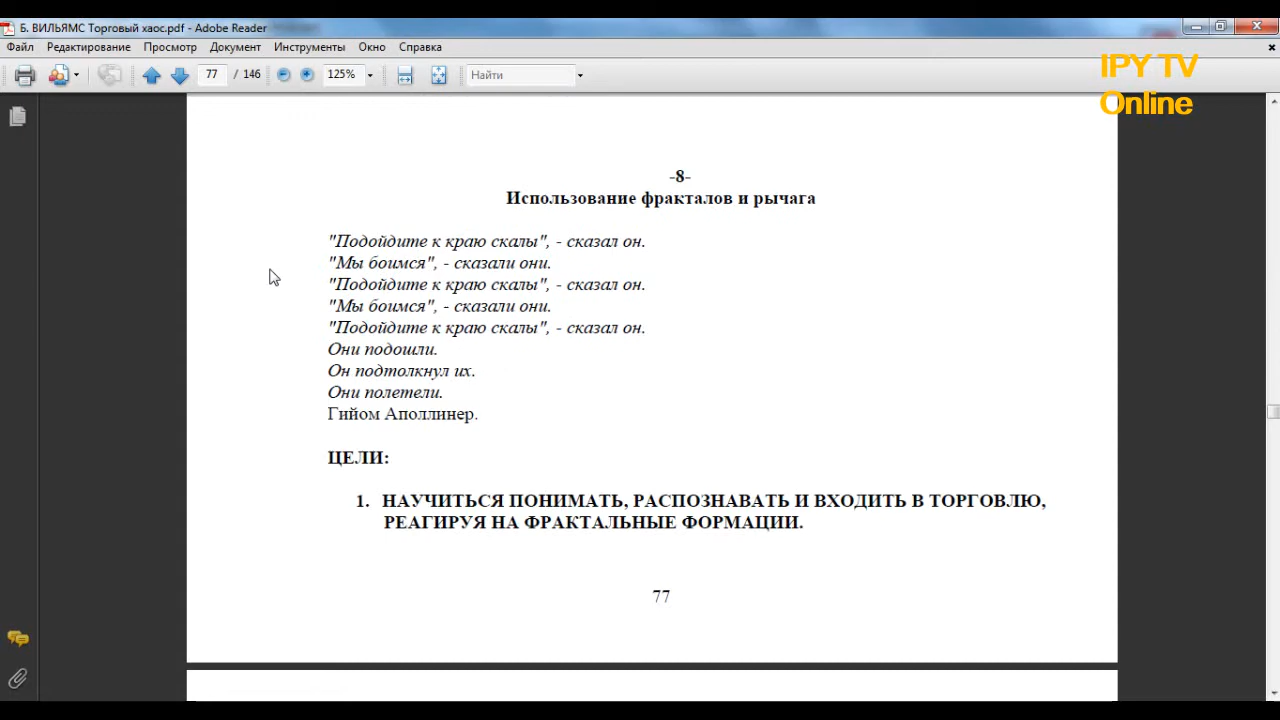 Б. ВИЛЬЯМС Торговый хаос.pdf - Adobe Reader
Файл Редактирование Просмотр Документ Инструменты Окно Справка
77 / 146 125% Найти
IPY TV
Online
-8-
Использование фракталов и рычага
"Подойдите к краю скалы", - сказал он.
"Мы боимся", - сказали они.
"Подойдите к краю скалы", - сказал он.
"Мы боимся", - сказали они.
"Подойдите к краю скалы", - сказал он.
Они подошли.
Он подтолкнул их.
Они полетели.
Гийом Аполлинер.
ЦЕЛИ:
1. НАУЧИТЬСЯ ПОНИМАТЬ, РАСПОЗНАВАТЬ И ВХОДИТЬ В ТОРГОВЛЮ,
РЕАГИРУЯ НА ФРАКТАЛЬНЫЕ ФОРМАЦИИ.
77